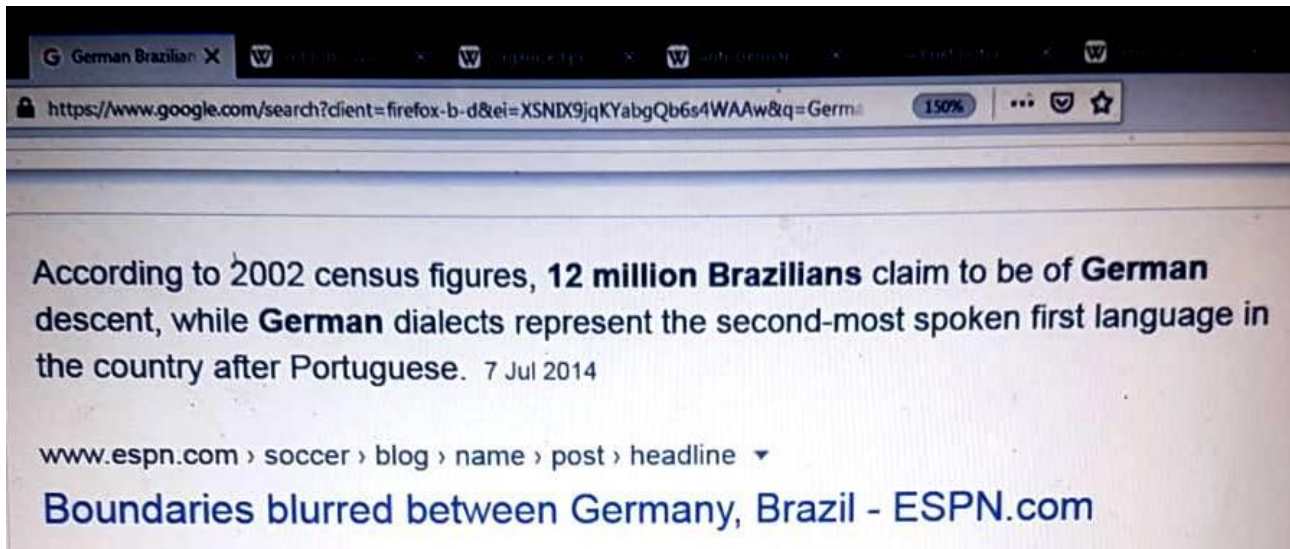 G German Brazilian X
https://www.google.com/search?client=firefox-b-d&ei=XSNIX9jqKYabgQb6s4WAAw&q=Germa
150%
According to 2002 census figures, 12 million Brazilians claim to be of German
descent, while German dialects represent the second-most spoken first language in
the country after Portuguese. 7 Jul 2014
www.espn.com › soccer › blog › name › post › headline
Boundaries blurred between Germany, Brazil - ESPN.com